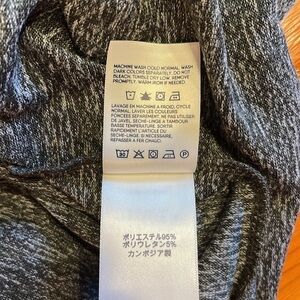 MACHINE WASH COLD NORMAL. WASH
DARK COLORS SEPARATELY. DO NOT
BLEACH. TUMBLE DRY LOW. REMOVE
PROMPTLY. WARM IRON IF NEEDED.
LAVAGE EN MACHINE A FROID, CYCLE
NORMAL. LAVER LES COULEURS
FONCÉES SÉPARÉMENT. NE PAS UTILISER
DE JAVEL. SÉCHE-LINGE A TAMBOUR
BASSE TEMPÉRATURE. SORTIR
RAPIDEMENT L'ARTICLE DU
SÉCHE-LINGE. SI NÉCESSAIRE,
REPASSER A FER CHAUD.
ポリエステル95%
ポリウレタン5%
カンボジア製